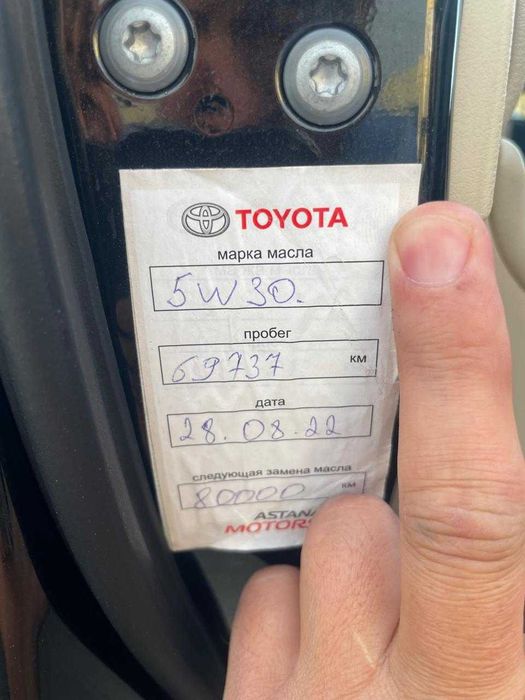 TOYOTA
марка масла
5W30.
пробег
69737 км
дата
28.08.22
следующая замена масла
80000 км
ASTANA
MOTORS